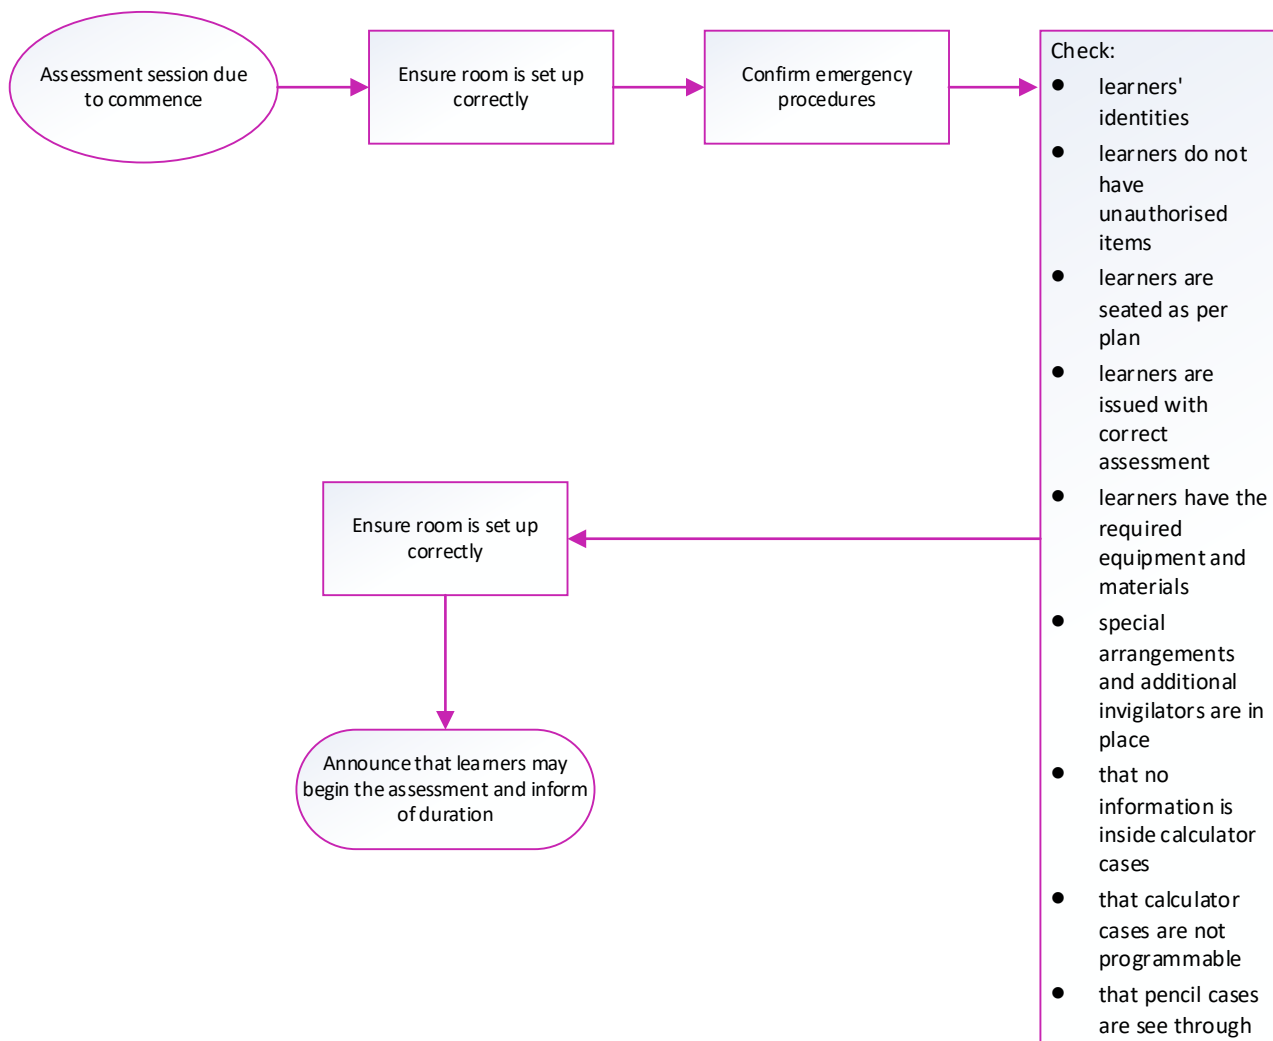 Assessment session due
to commence
Ensure room is set up
correctly
Confirm emergency
procedures
Check:
● learners'
identities
● learners do not
have
unauthorised
items
● learners are
seated as per
plan
● learners are
issued with
correct
assessment
● learners have the
required
equipment and
materials
● special
arrangements
and additional
invigilators are in
place
● that no
information is
inside calculator
cases
● that calculator
cases are not
programmable
● that pencil cases
are see through
Ensure room is set up
correctly
Announce that learners may
begin the assessment and inform
of duration